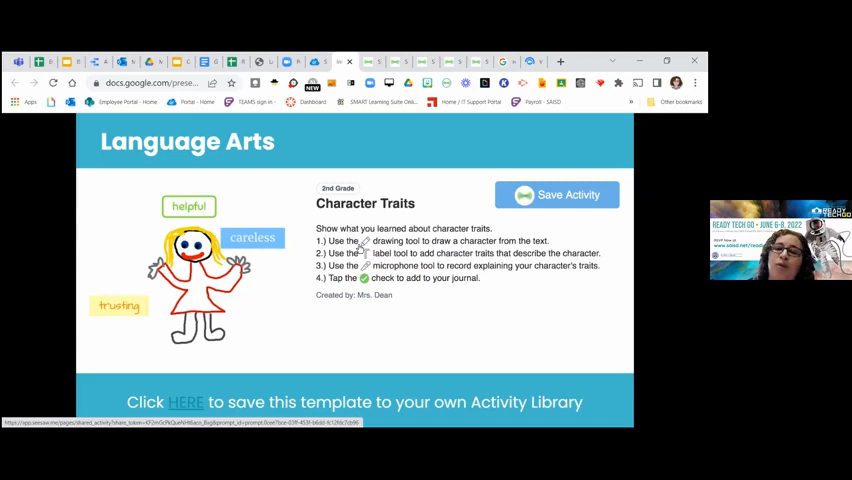 docs.google.com/prese...
NEW
Apps
Employee Portal - H...
Portal - Home
TEAMS sign in -
Dashboard
SMART Learning Suite Onli...
Home / IT Support Portal
Payroll - SAISD
»
Other bookmarks
Language Arts
helpful
careless
trusting
2nd Grade
Character Traits
Save Activity
Show what you learned about character traits.
1.) Use the drawing tool to draw a character from the text.
2.) Use the label tool to add character traits that describe the character.
3.) Use the microphone tool to record explaining your character's traits.
4.) Tap the check to add to your journal.
Created by: Mrs. Dean
Click HERE to save this template to your own Activity Library
READY TECH GO • JUNE 6-8, 2022
READY
TECH GO